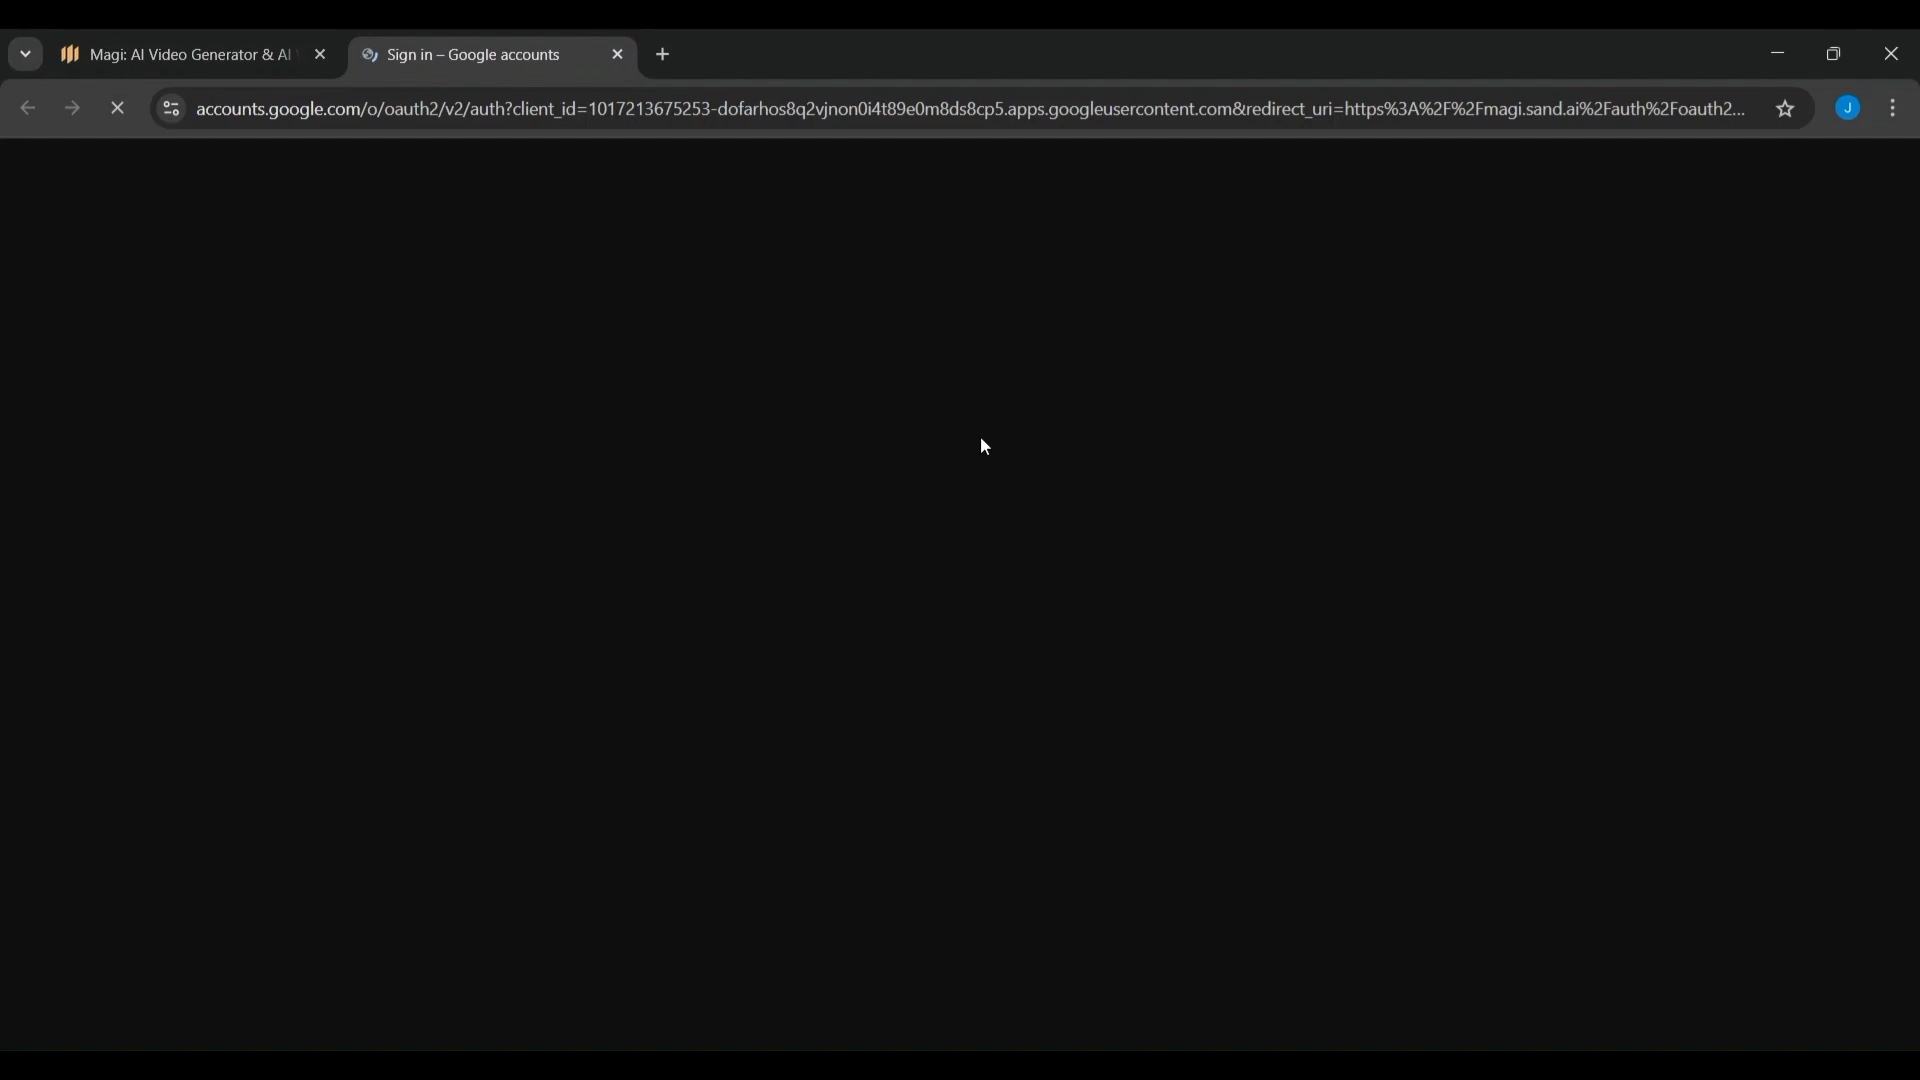 Magi: AI Video Generator & AI
Sign in – Google accounts
accounts.google.com/o/oauth2/v2/auth?client_id=1017213675253-dofarhos8q2vjnon0i4t89e0m8ds8cp5.apps.googleusercontent.com&redirect_uri=https%3A%2F%2Fmagi.sand.ai%2Fauth%2Foauth2...
J